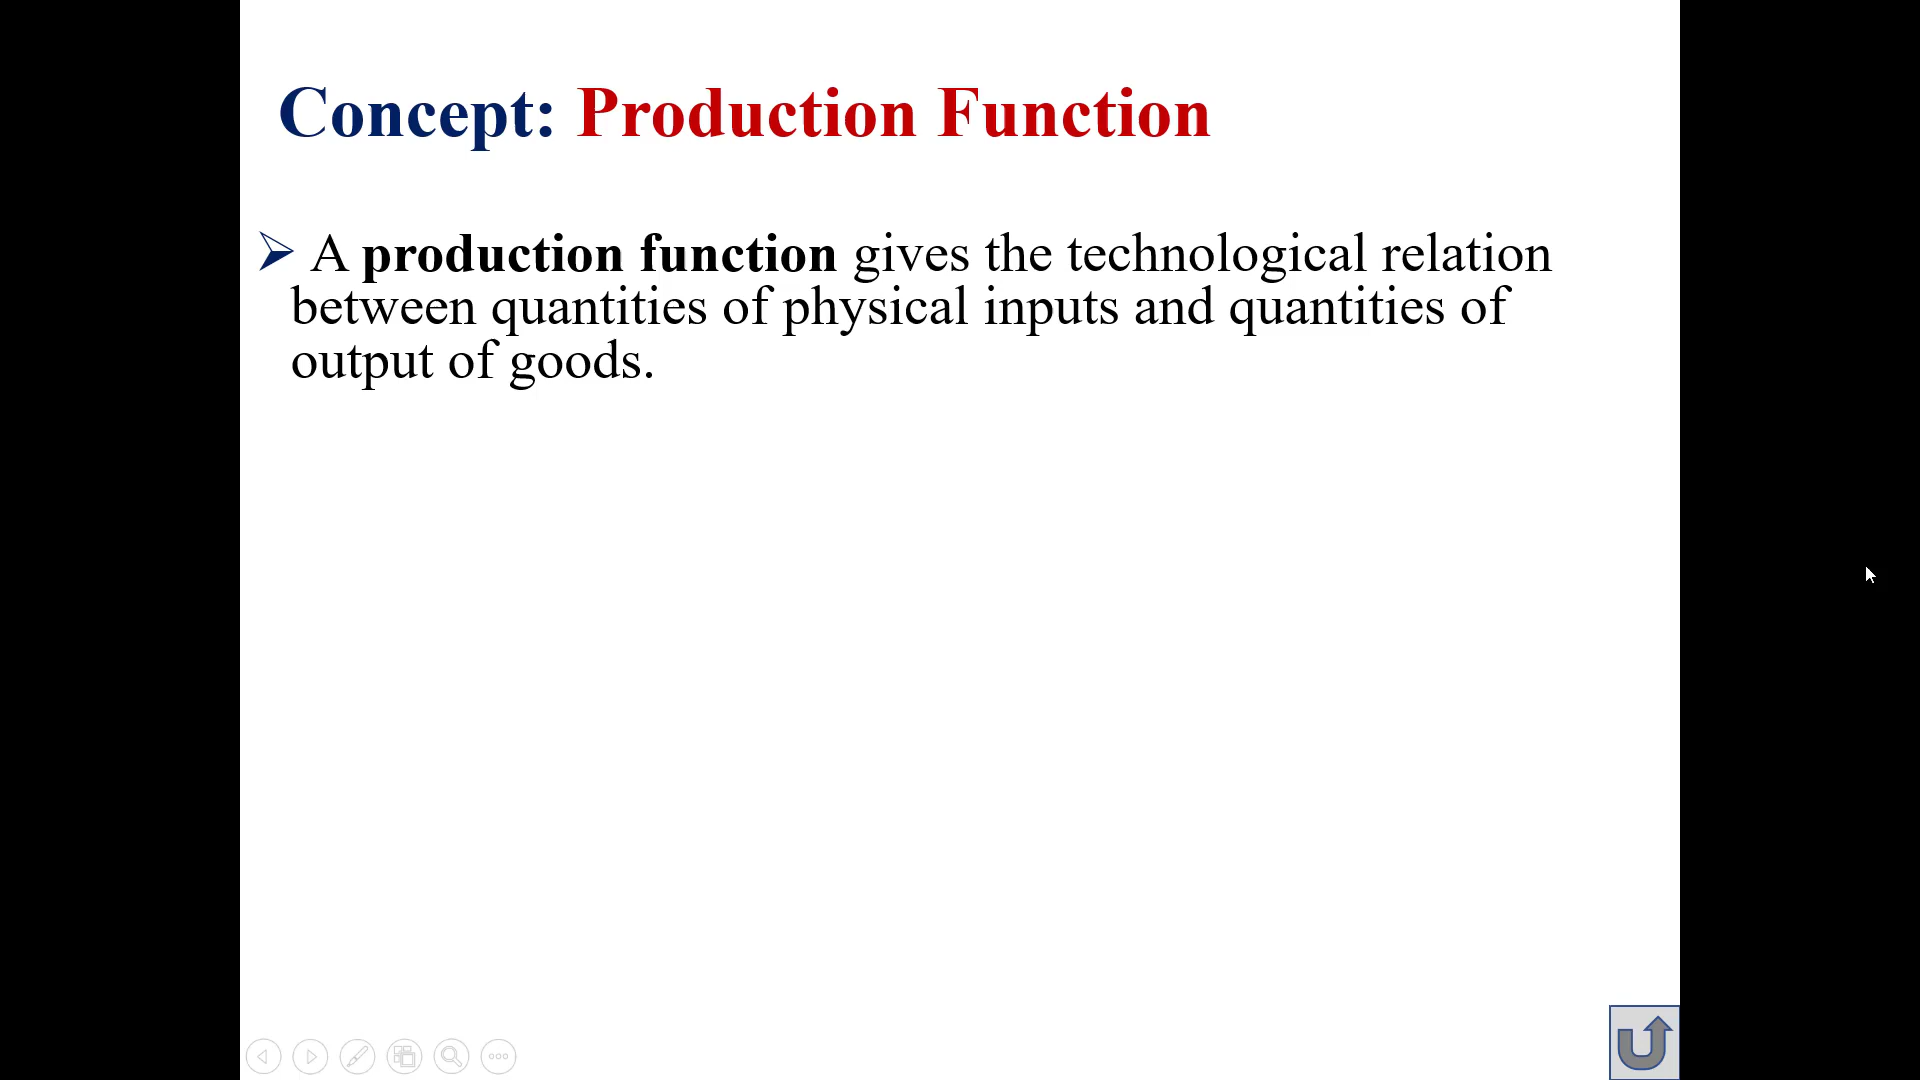 Concept: Production Function
A production function gives the technological relation
between quantities of physical inputs and quantities of
output of goods.